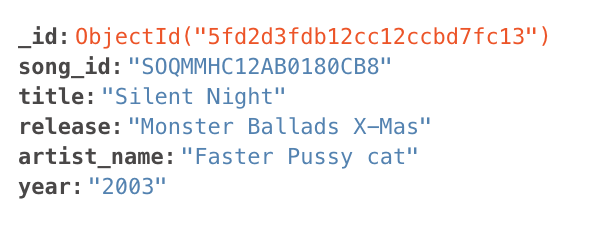 _id: ObjectId("5fd2d3fdb12cc12ccbd7fc13")
song_id: "SOQMMHC12AB0180CB8"
title: "Silent Night"
release: "Monster Ballads X-Mas"
artist_name: "Faster Pussy cat"
year: "2003"